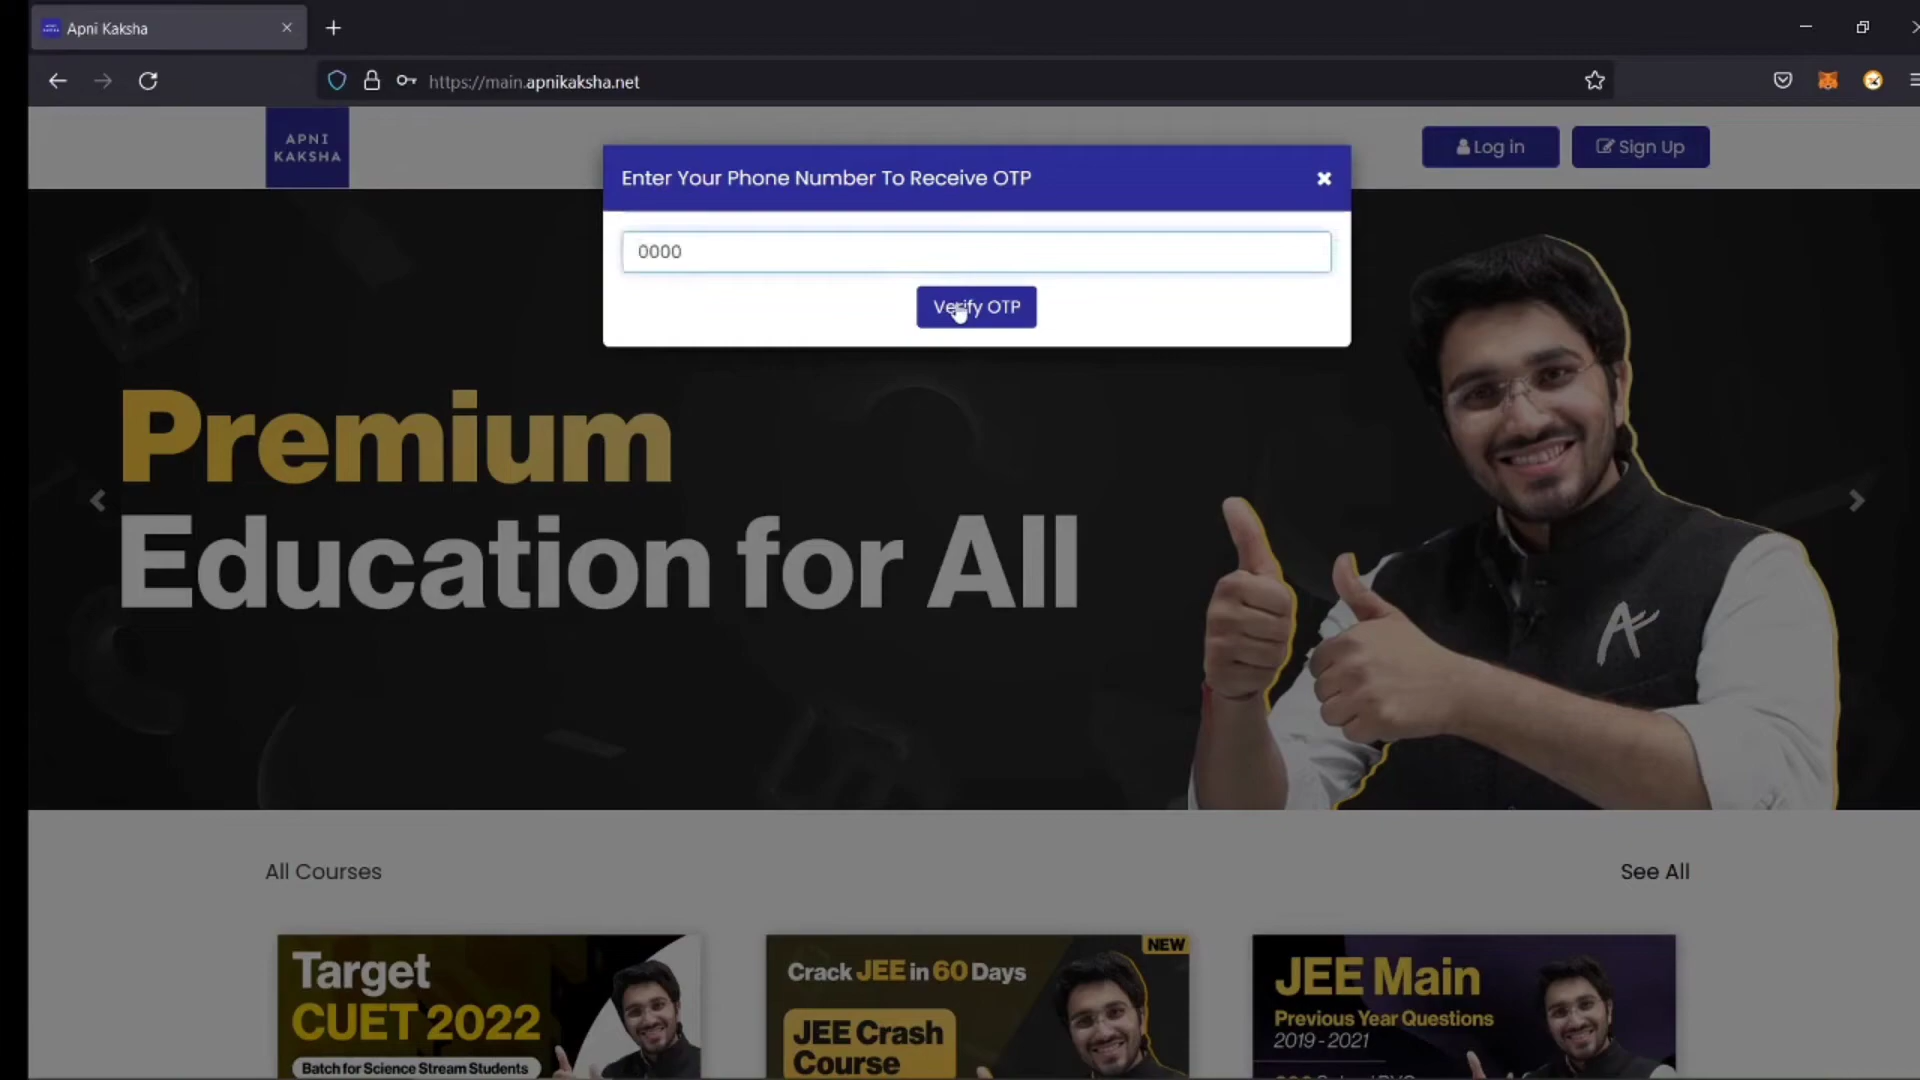 Apni Kaksha
https://main.apnikaksha.net
APNI
KAKSHA
Log in
Sign Up
Enter Your Phone Number To Receive OTP
0000
Verify OTP
Premium
Education for All
All Courses
See All
Target
CUET 2022
Batch for Science Stream Students
NEW
Crack JEE in 60 Days
JEE Crash
Course
JEE Main
Previous Year Questions
2019 - 2021